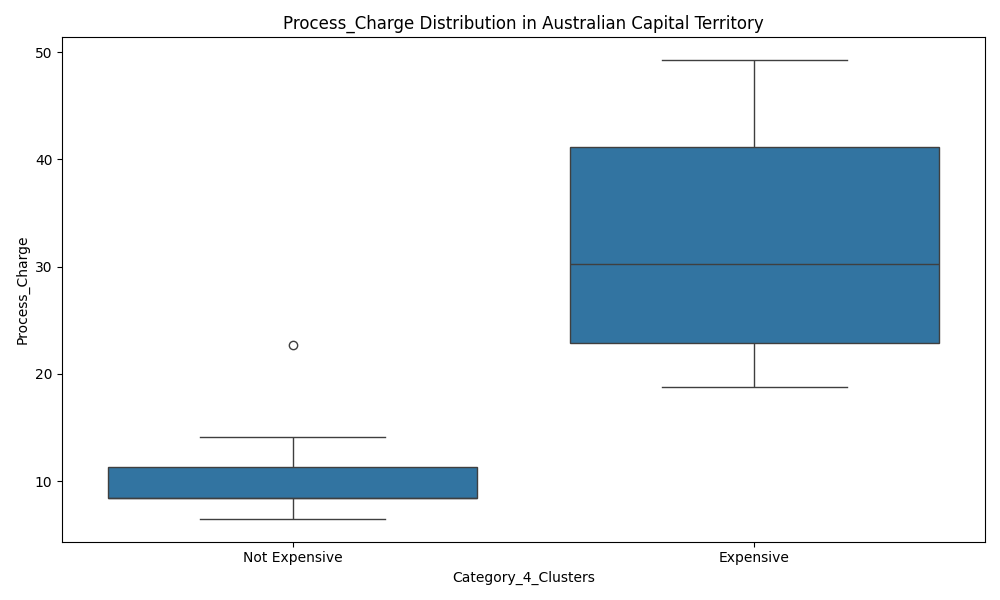 Process_Charge Distribution in Australian Capital Territory
Process_Charge
50
40
30
20
10
Not Expensive
Expensive
Category_4_Clusters